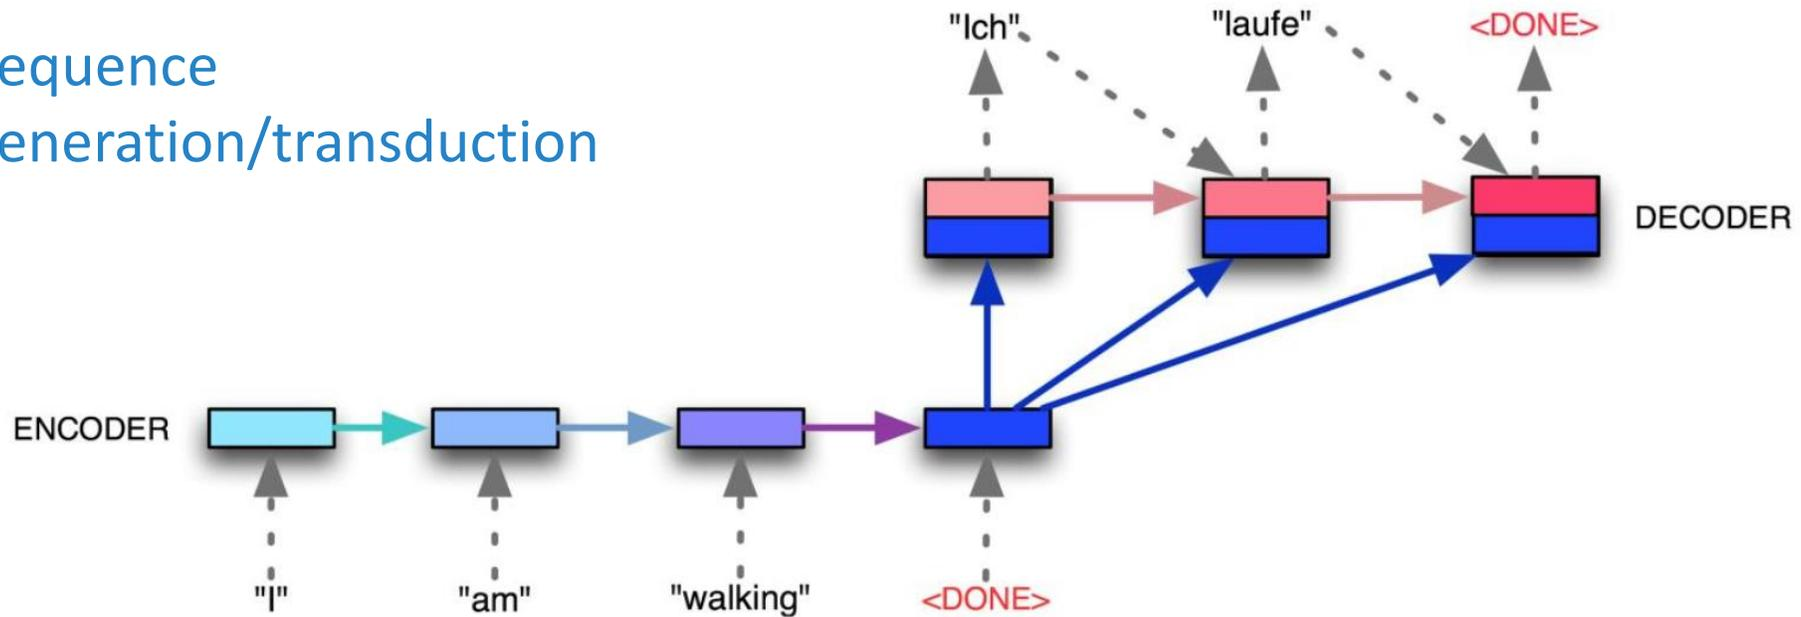 equence
eneration/transduction
"Ich" "laufe" <DONE>
DECODER
ENCODER
"I" "am" "walking" <DONE>